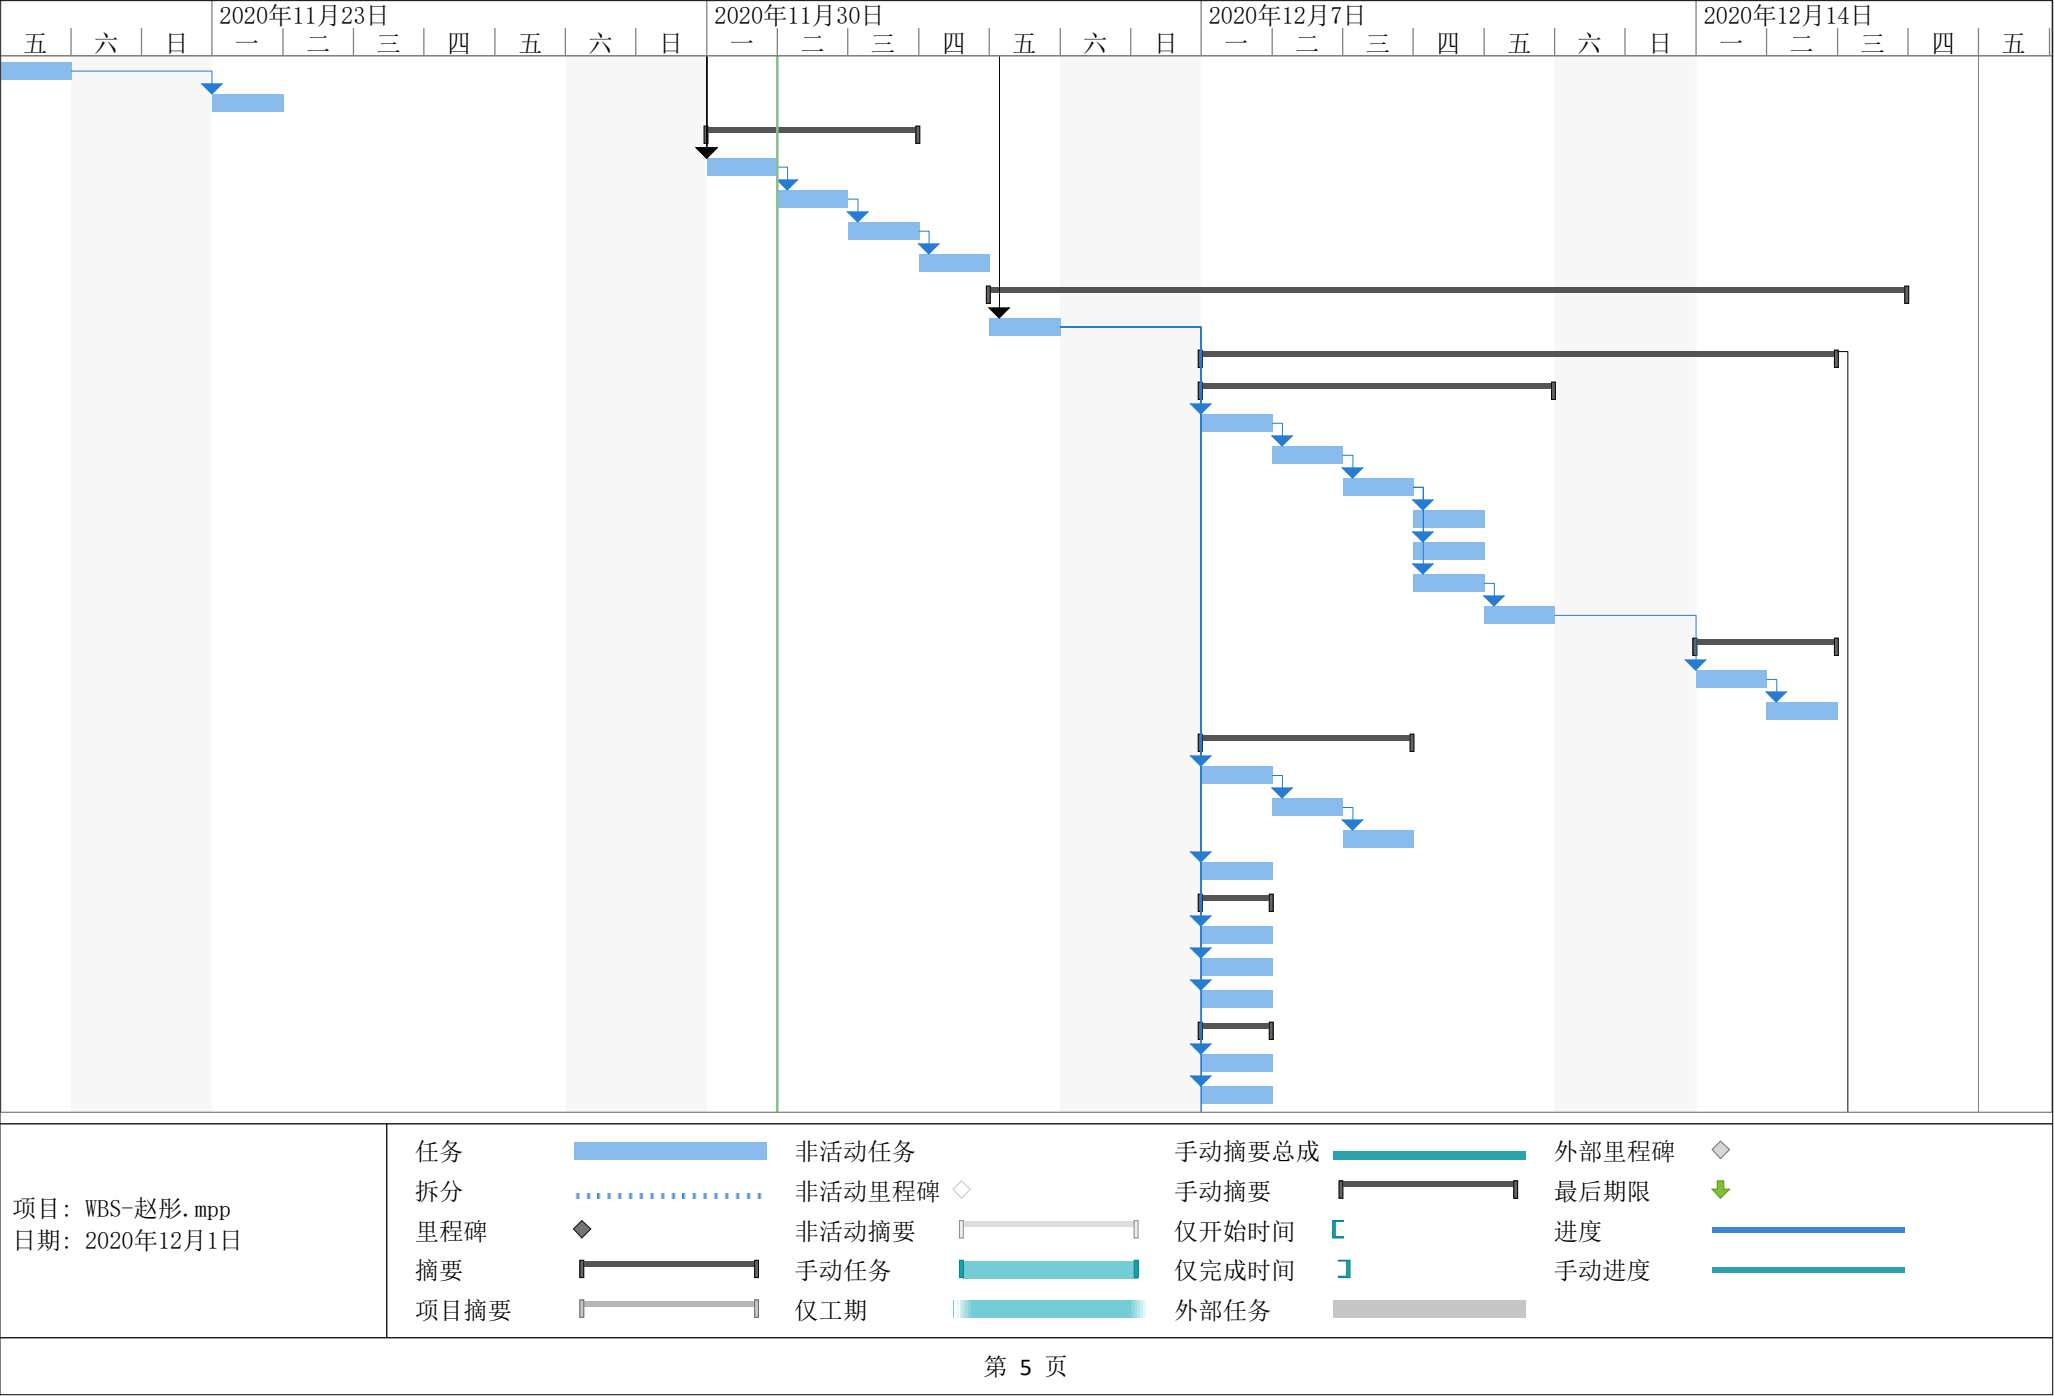 2020年11月23日 2020年11月30日 2020年12月7日 2020年12月14日
五 六 日 一 二 三 四 五 六 日 一 二 三 四 五 六 日 一 二 三 四 五 六 日 一 二 三 四 五
项目: WBS-赵彤.mpp
日期: 2020年12月1日
任务 非活动任务 手动摘要总成 外部里程碑
拆分 非活动里程碑 手动摘要 最后期限
里程碑 非活动摘要 仅开始时间 进度
摘要 手动任务 仅完成时间 手动进度
项目摘要 仅工期 外部任务
第 5 页